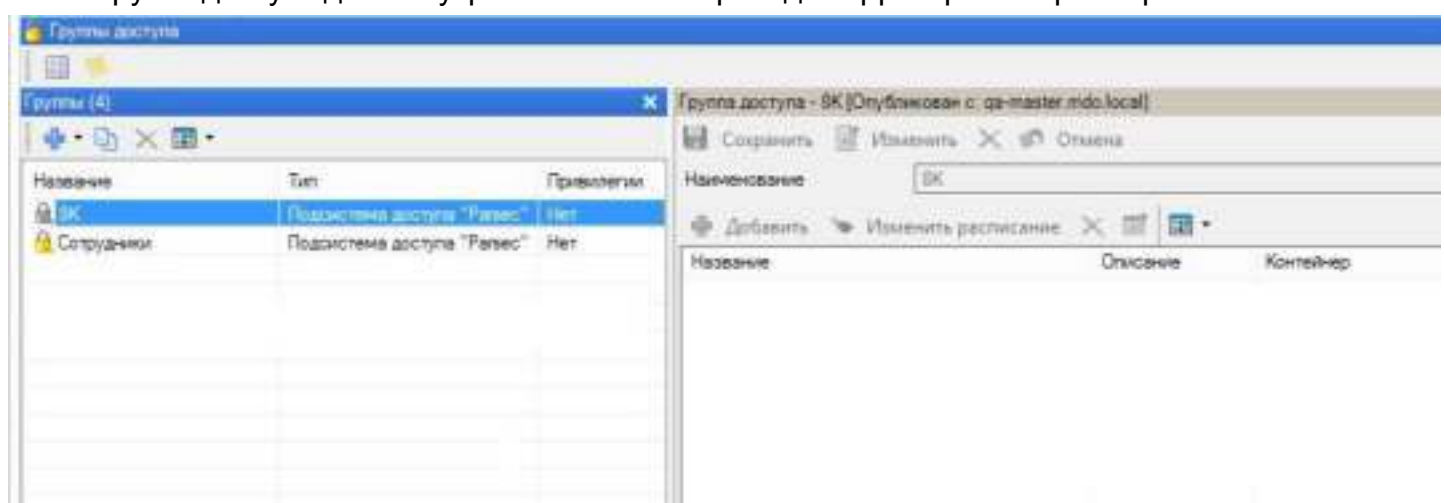 Группы доступа
Группы (4)
Группа доступа - SK [Опубликован с: qa-master.mdo.local]
Сохранить Изменить Отмена
Название Тип Привилегии
Наименование SK
SK Подсистема доступа "Parsec" Нет
Сотрудники Подсистема доступа "Parsec" Нет
Добавить Изменить расписание
Название Описание Контейнер